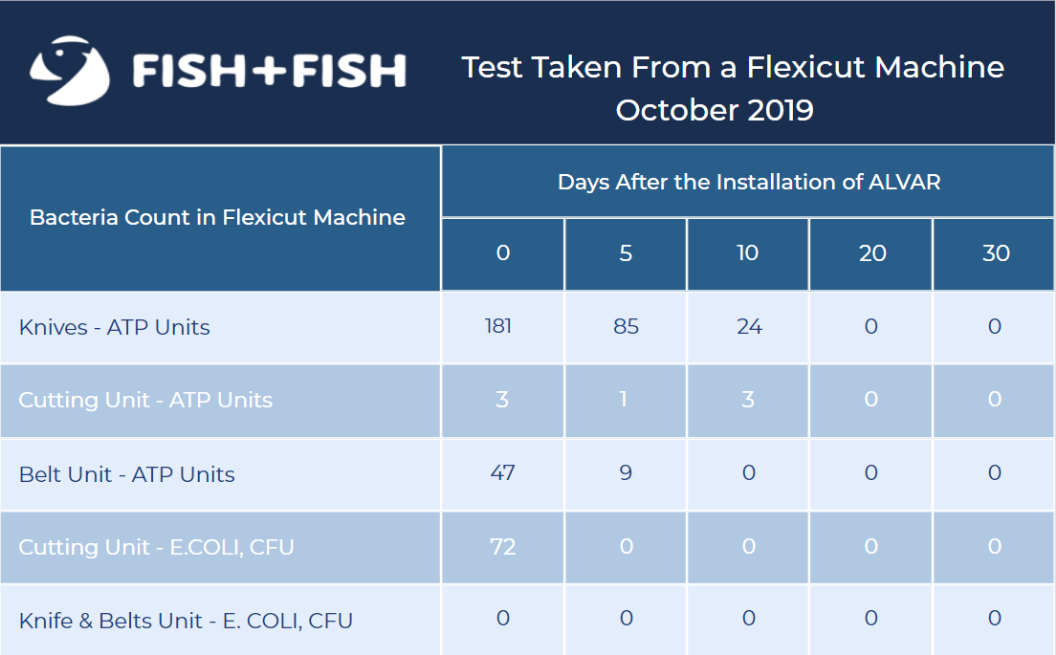 FISH+FISH
Test Taken From a Flexicut Machine
October 2019
Bacteria Count in Flexicut Machine
Days After the Installation of ALVAR
0 5 10 20 30
Knives - ATP Units 181 85 24 0 0
Cutting Unit - ATP Units 3 1 3 0 0
Belt Unit - ATP Units 47 9 0 0 0
Cutting Unit - E.COLI, CFU 72 0 0 0 0
Knife & Belts Unit - E. COLI, CFU 0 0 0 0 0